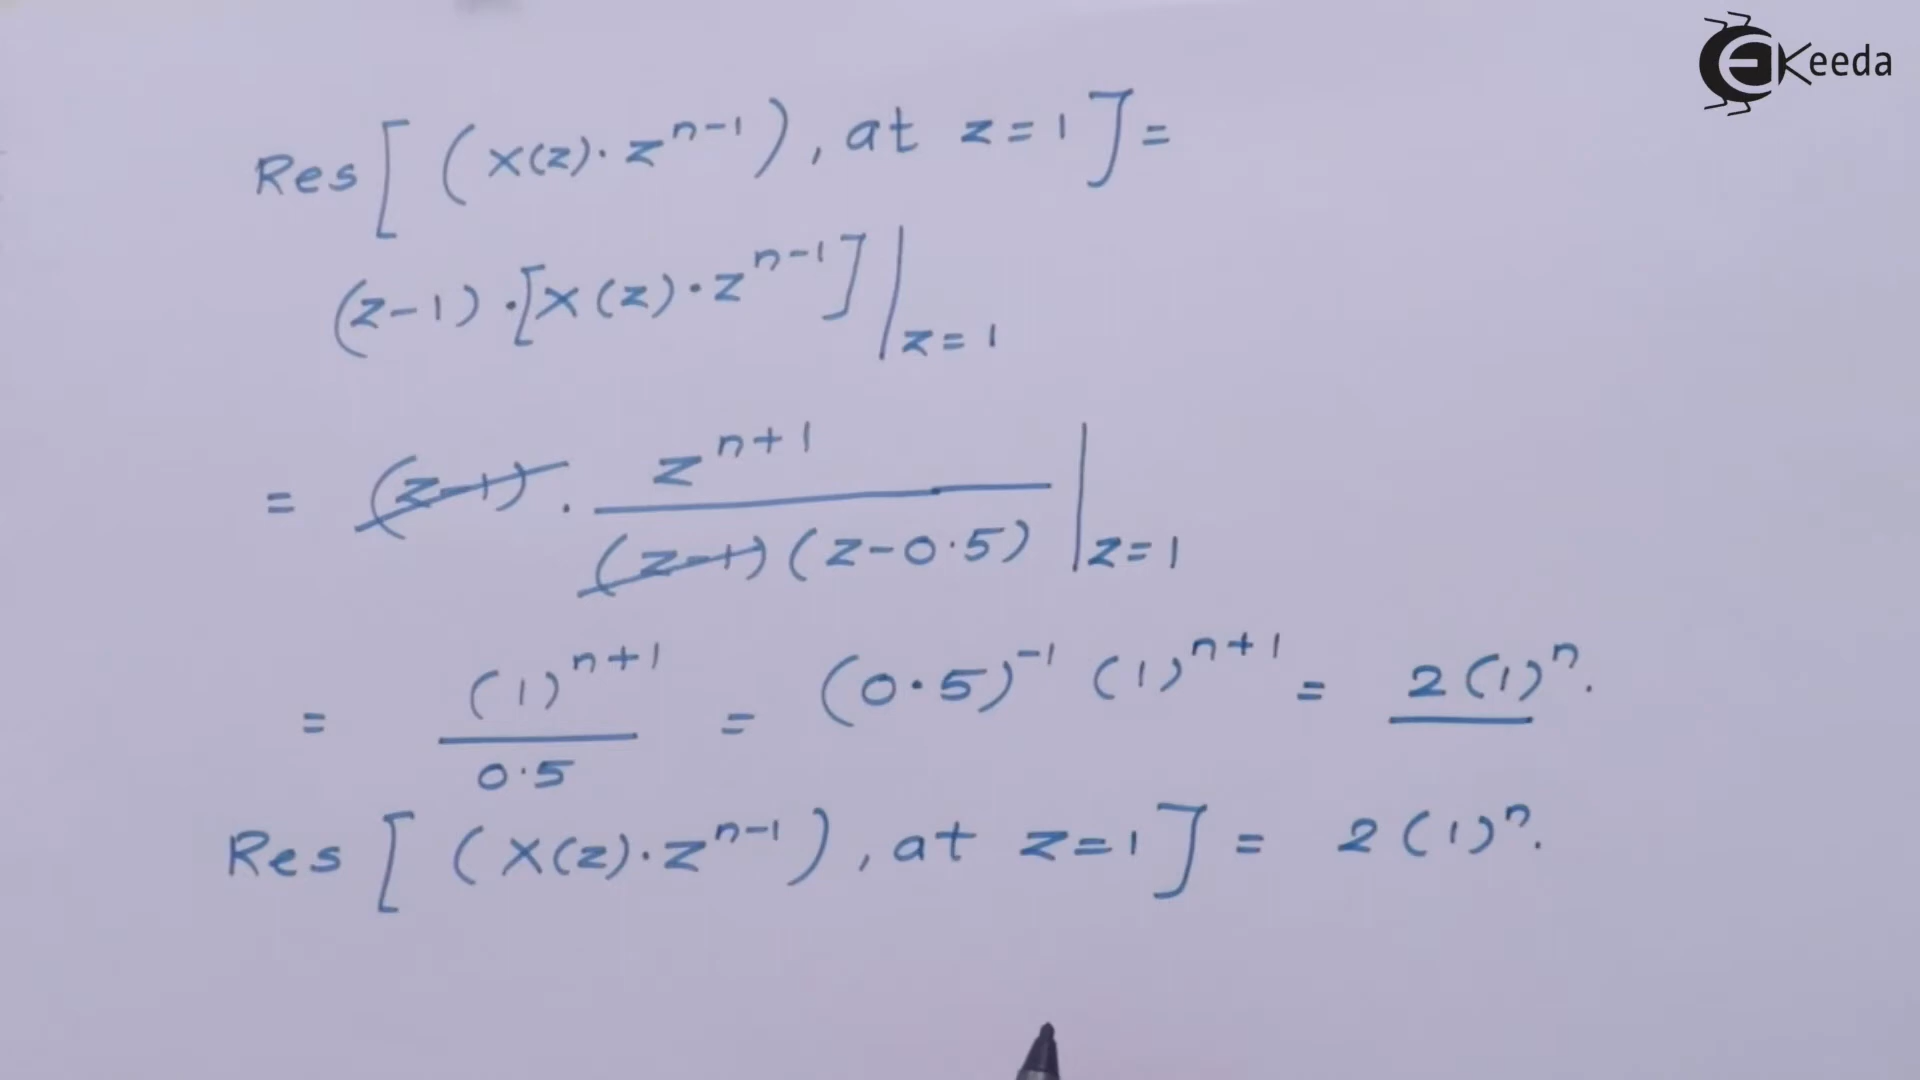 EKeeda
Res[(X(z)·z^{n-1}), at z=1]=
(z-1)·[X(z)·z^{n-1}]|_{z=1}
= (z-1)· z^{n+1}/((z-1)(z-0.5))|_{z=1}
= (1)^{n+1}/0.5 = (0.5)^{-1} (1)^{n+1} = 2(1)^n.
Res[(X(z)·z^{n-1}), at z=1] = 2(1)^n.